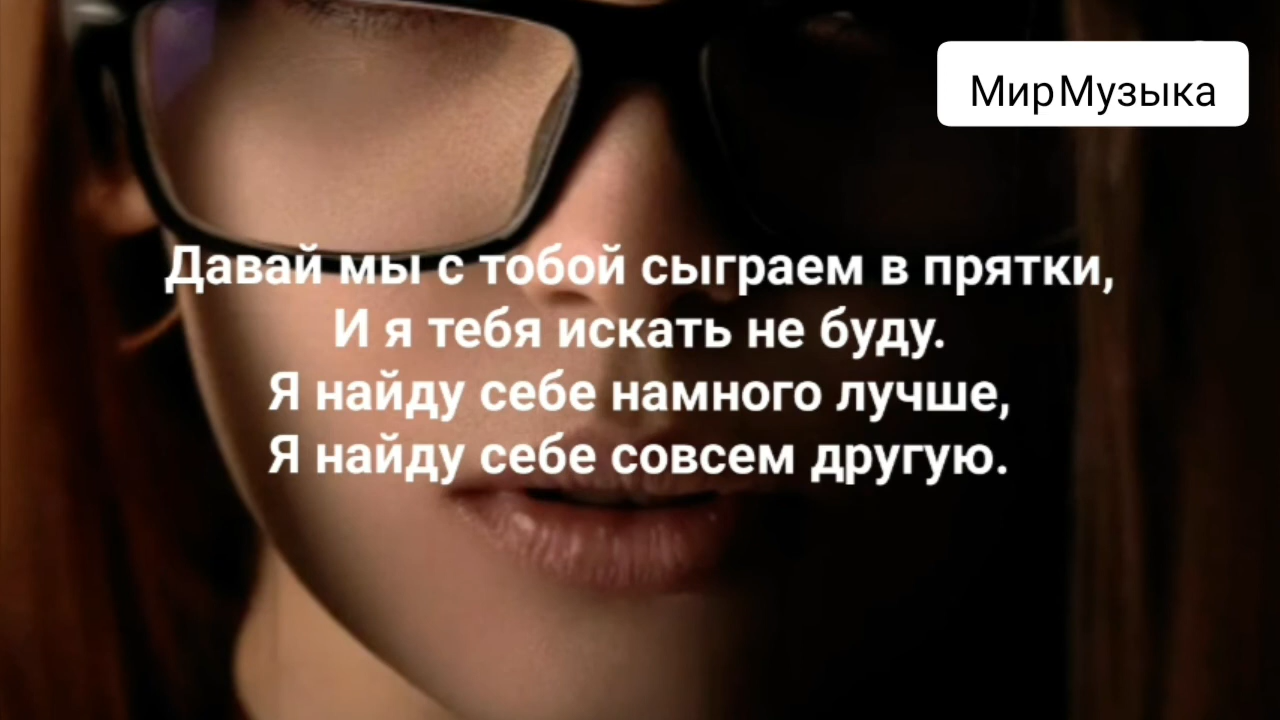 МирМузыка
Давай мы с тобой сыграем в прятки,
И я тебя искать не буду.
Я найду себе намного лучше,
Я найду себе совсем другую.